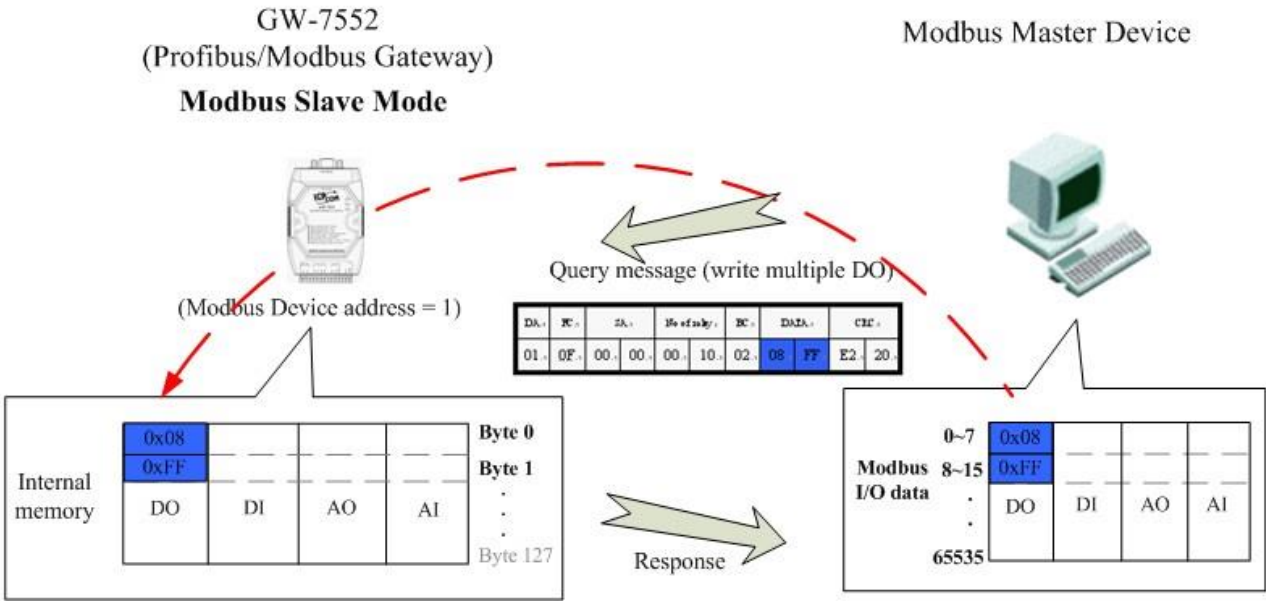 GW-7552
(Profibus/Modbus Gateway)
Modbus Slave Mode
Modbus Master Device
Query message (write multiple DO)
(Modbus Device address = 1)
DA FC SA No of relay BC DATA CRC
01 0F 00 00 00 10 02 08 FF E2 20
Internal
memory
0x08
0xFF
DO DI AO AI
Byte 0
Byte 1
.
.
.
Byte 127
Response
Modbus
I/O data
0~7
8~15
.
.
65535
0x08
0xFF
DO DI AO AI